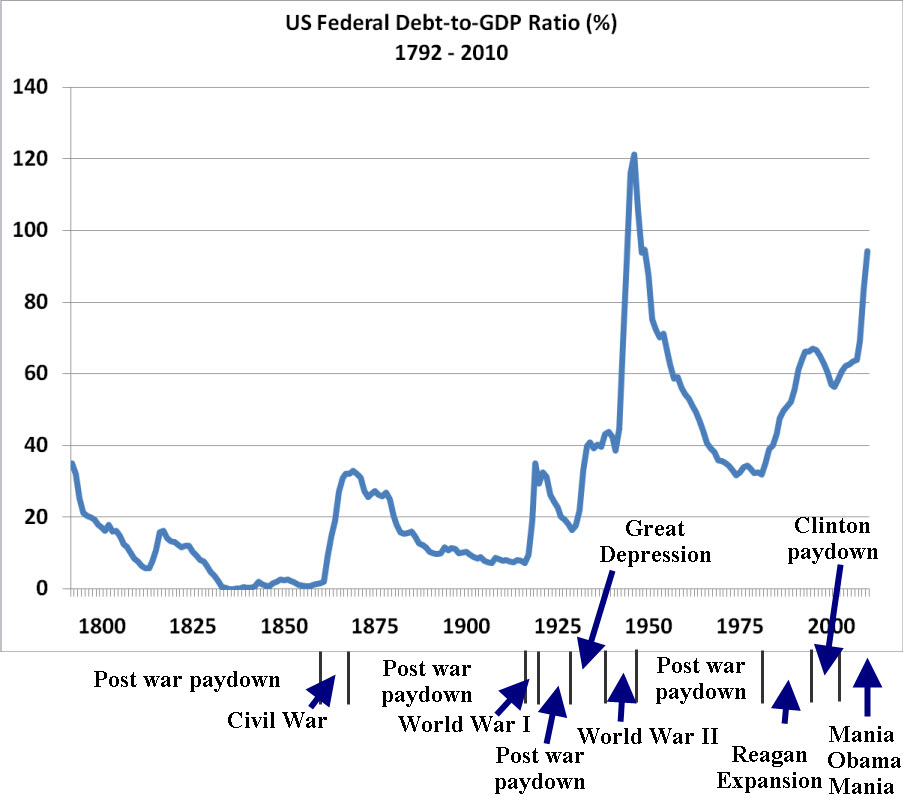 US Federal Debt-to-GDP Ratio (%)
1792 - 2010
140
120
100
80
60
40
20
0
1800 1825 1850 1875 1900 1925 1950 1975 2000
Great
Depression
Clinton
paydown
Post war paydown
Civil War
Post war
paydown
World War I
Post war
paydown
World War II
Post war
paydown
Reagan
Expansion
Mania
Obama
Mania